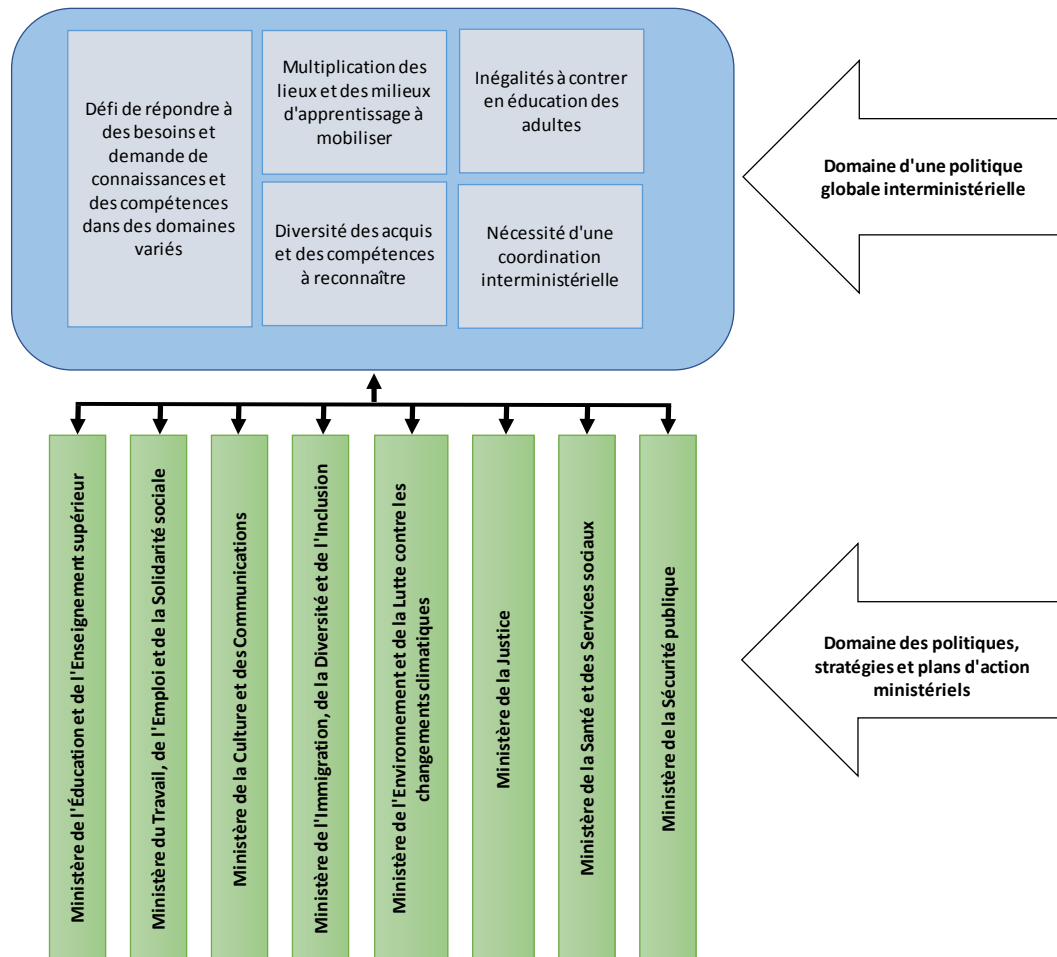 Défi de répondre à
des besoins et
demande de
connaissances et
des compétences
dans des domaines
variés
Multiplication des
lieux et des milieux
d'apprentissage à
mobiliser
Inégalités à contrer
en éducation des
adultes
Diversité des acquis
et des compétences
à reconnaître
Nécessité d'une
coordination
interministérielle
Domaine d'une politique
globale interministérielle
Ministère de l'Éducation et de l'Enseignement supérieur
Ministère du Travail, de l'Emploi et de la Solidarité sociale
Ministère de la Culture et des Communications
Ministère de l'Immigration, de la Diversité et de l'Inclusion
Ministère de l'Environnement et de la Lutte contre les
changements climatiques
Ministère de la Justice
Ministère de la Santé et des Services sociaux
Ministère de la Sécurité publique
Domaine des politiques,
stratégies et plans d'action
ministériels